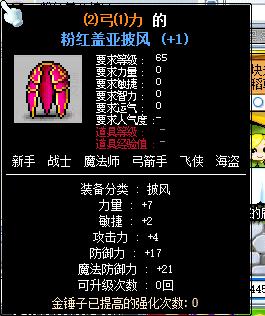 (2)弓(1)力 的
粉红盖亚披风 (+1)
要求等级： 65
要求力量： 0
要求敏捷： 0
要求智力： 0
要求运气： 0
要求人气度： -
道具等级： -
道具经验值： -
新手 战士 魔法师 弓箭手 飞侠 海盗
装备分类 : 披风
力量 : +7
敏捷 : +2
攻击力 : +4
防御力 : +17
魔法防御力 : +21
可升级次数 : 0回
金锤子已提高的强化次数: 0